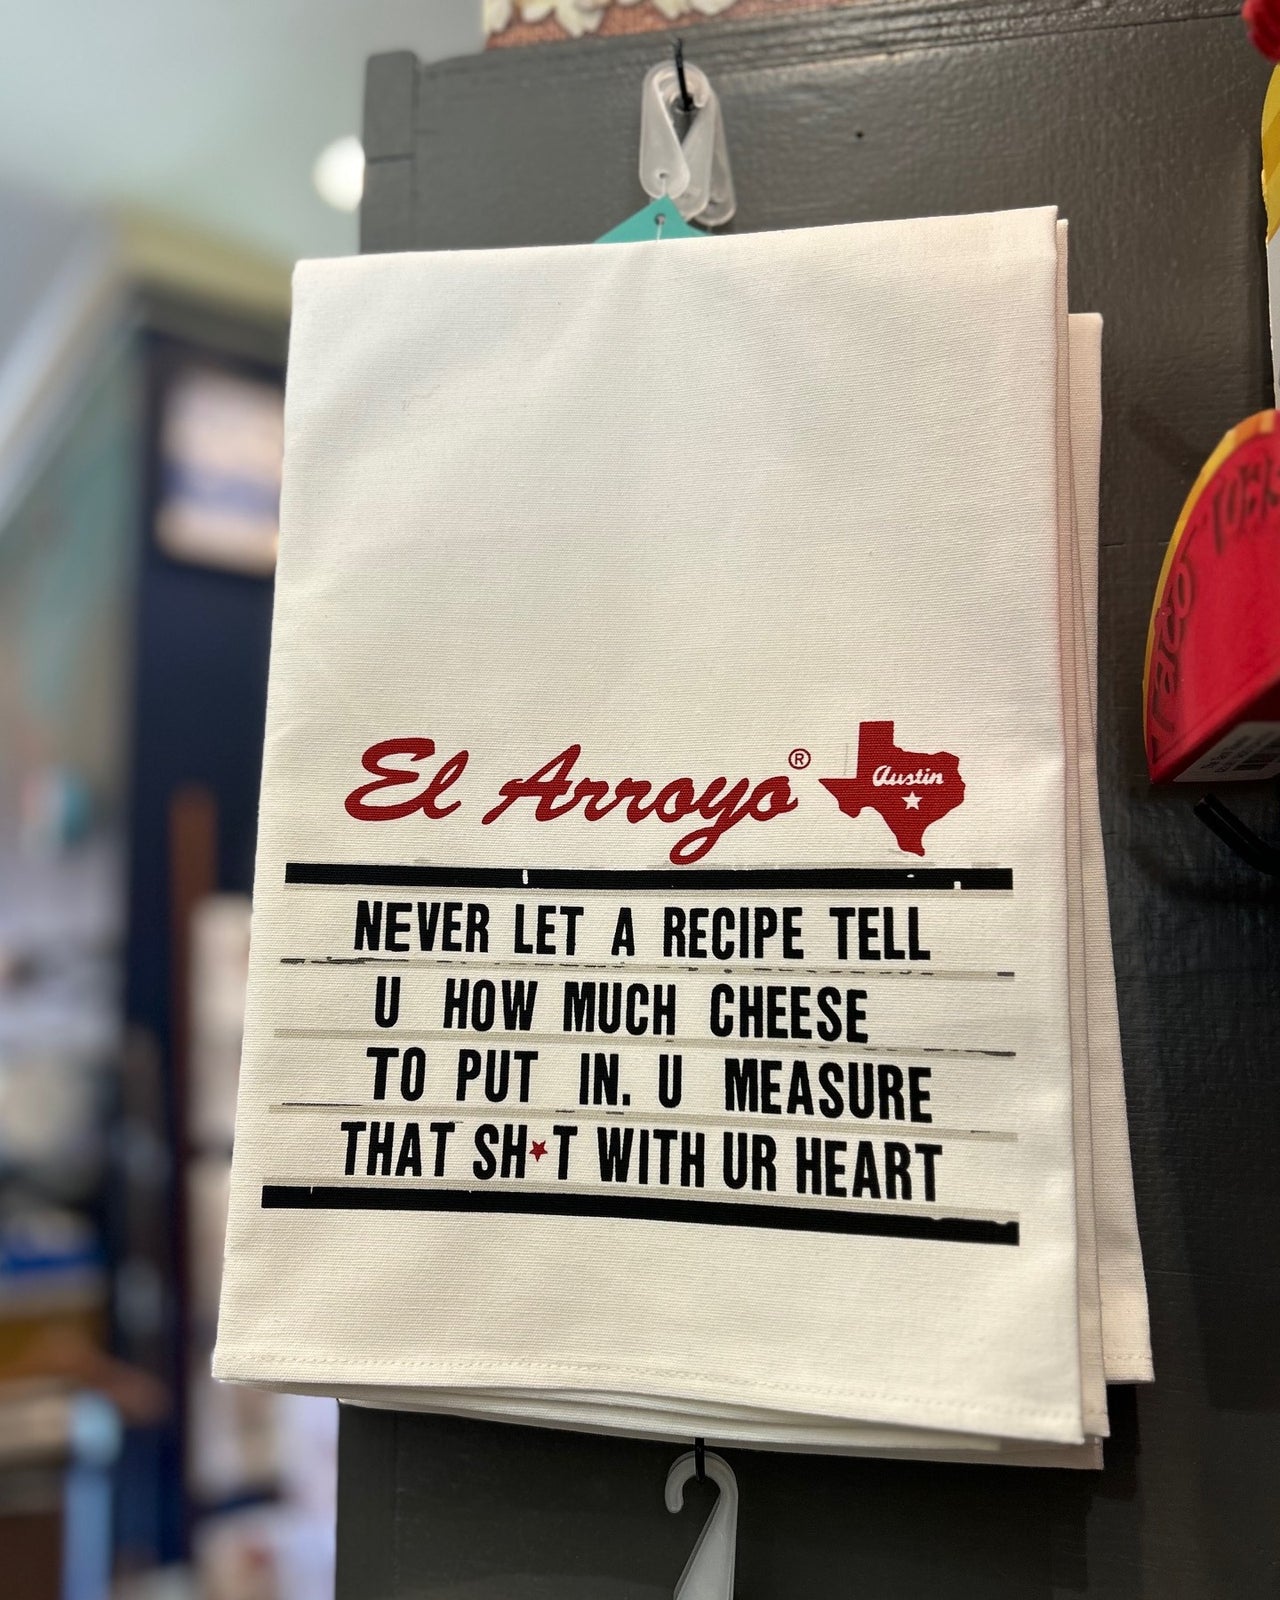 El Arroyo®
Austin
NEVER LET A RECIPE TELL
U HOW MUCH CHEESE
TO PUT IN. U MEASURE
THAT SH★T WITH UR HEART
Taco